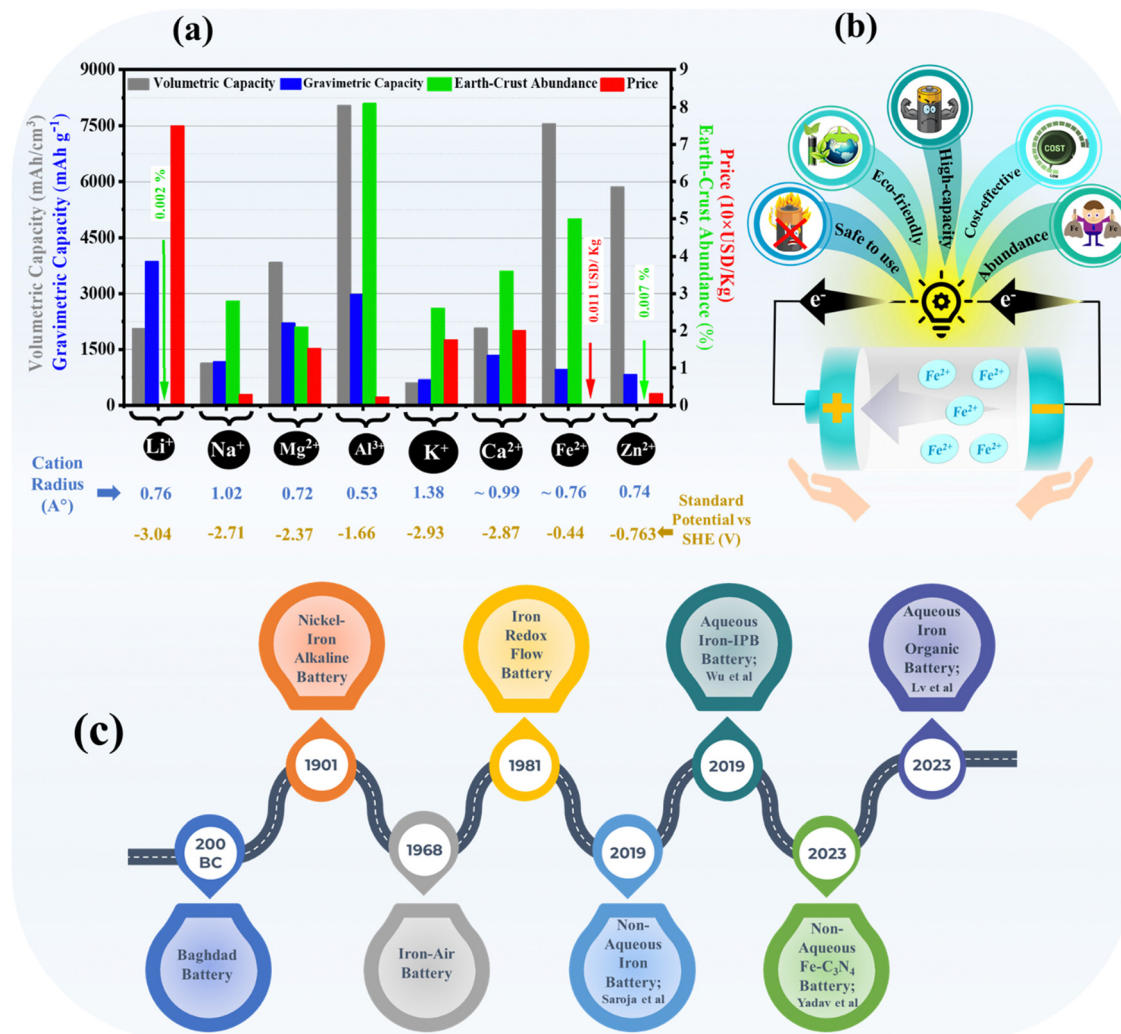 (a)
9000
7500
6000
4500
3000
1500
0
Volumetric Capacity (mAh/cm³)
Gravimetric Capacity (mAh g⁻¹)
Volumetric Capacity
Gravimetric Capacity
Earth-Crust Abundance
Price
0.002 %
0.011 USD/ Kg
0.007 %
9
8
7
6
5
4
3
2
1
0
Price (10×USD/Kg)
Earth-Crust Abundance (%)
Li⁺
Na⁺
Mg²⁺
Al³⁺
K⁺
Ca²⁺
Fe²⁺
Zn²⁺
Cation
Radius
(A°)
0.76
1.02
0.72
0.53
1.38
~ 0.99
~ 0.76
0.74
-3.04
-2.71
-2.37
-1.66
-2.93
-2.87
-0.44
-0.763
Standard
Potential vs
SHE (V)
(b)
Safe to use
Eco-friendly
High-capacity
Cost-effective
Abundance
COST
LOW
Fe
Fe
e⁻
e⁻
Fe²⁺
Fe²⁺
Fe²⁺
Fe²⁺
Fe²⁺
(c)
Nickel-
Iron
Alkaline
Battery
Iron
Redox
Flow
Battery
Aqueous
Iron-IPB
Battery;
Wu et al
Aqueous
Iron
Organic
Battery;
Lv et al
1901
1981
2019
2023
200
BC
1968
2019
2023
Baghdad
Battery
Iron-Air
Battery
Non-
Aqueous
Iron
Battery;
Saroja et al
Non-
Aqueous
Fe-C₃N₄
Battery;
Yadav et al